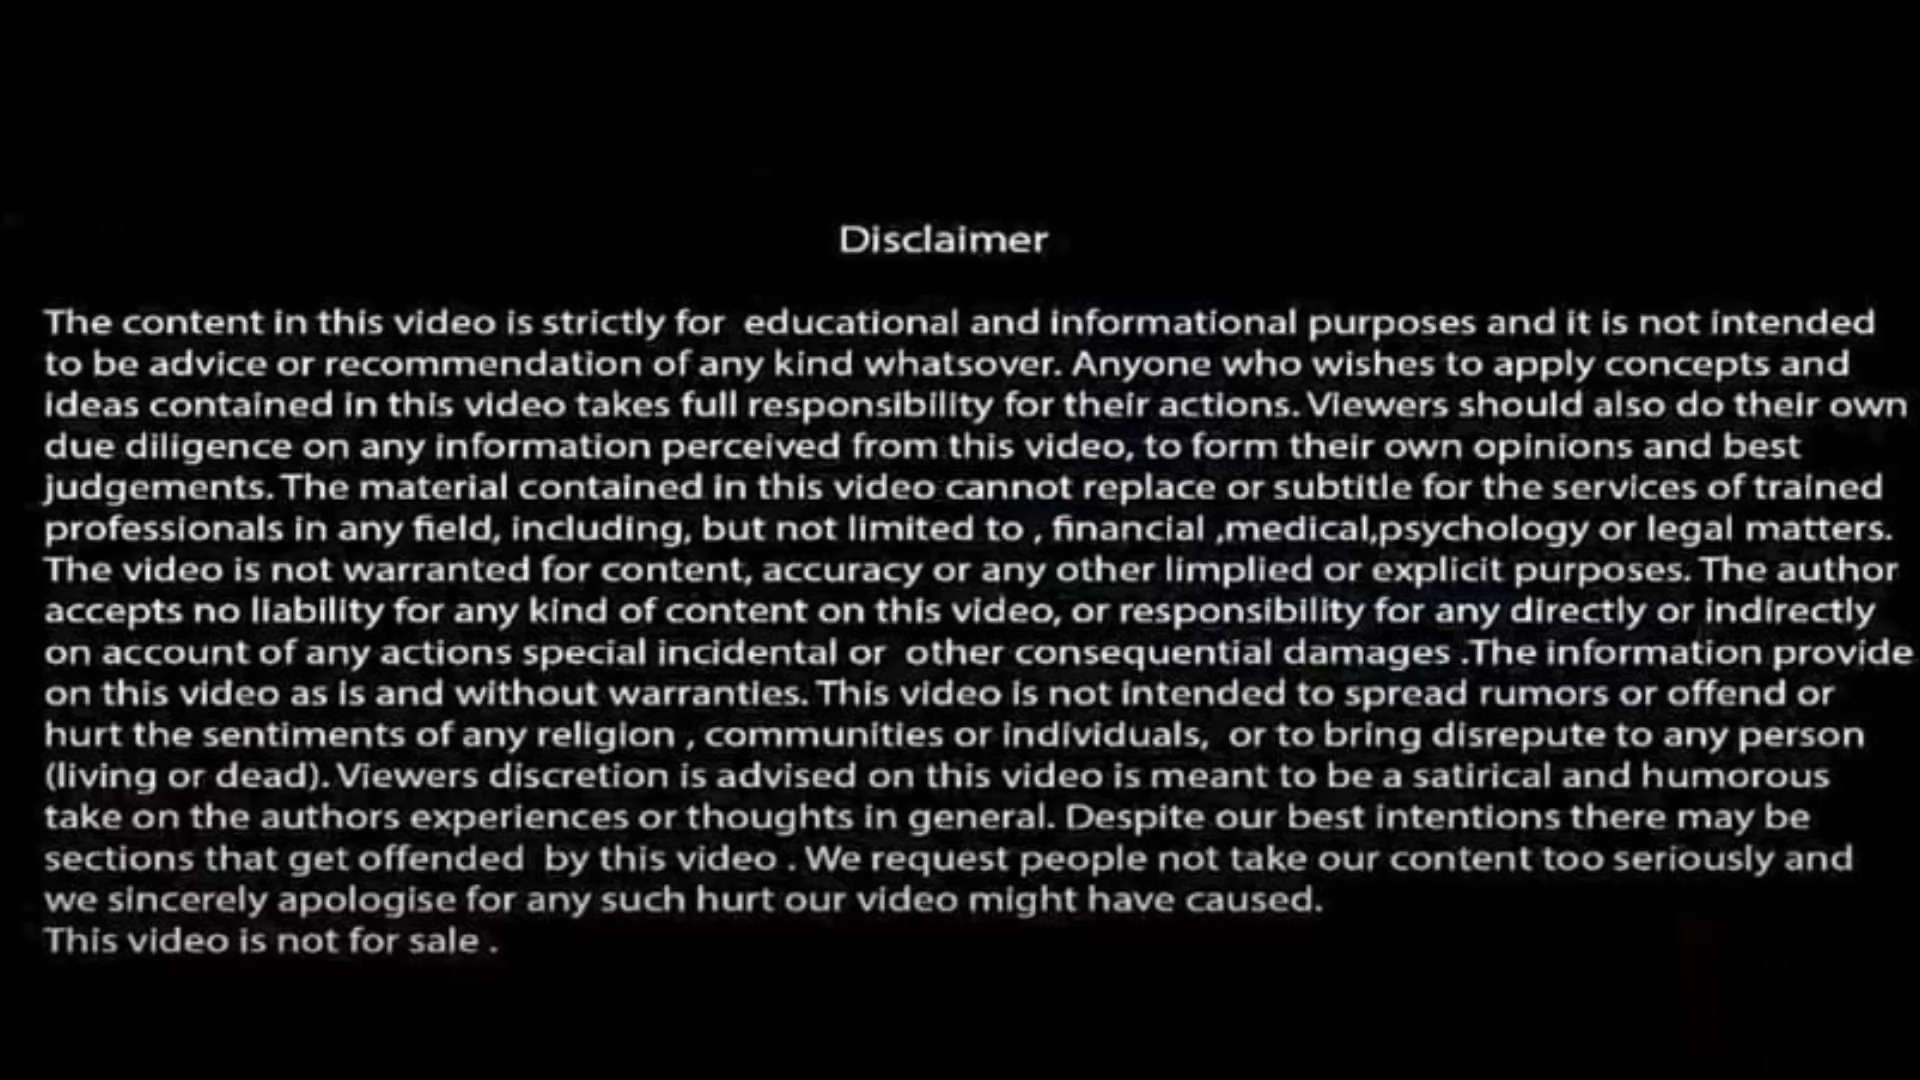 Disclaimer
The content in this video is strictly for educational and informational purposes and it is not intended
to be advice or recommendation of any kind whatsover. Anyone who wishes to apply concepts and
ideas contained in this video takes full responsibility for their actions. Viewers should also do their own
due diligence on any information perceived from this video, to form their own opinions and best
judgements. The material contained in this video cannot replace or subtitle for the services of trained
professionals in any field, including, but not limited to , financial ,medical,psychology or legal matters.
The video is not warranted for content, accuracy or any other limplied or explicit purposes. The author
accepts no liability for any kind of content on this video, or responsibility for any directly or indirectly
on account of any actions special incidental or other consequential damages .The information provide
on this video as is and without warranties. This video is not intended to spread rumors or offend or
hurt the sentiments of any religion , communities or individuals, or to bring disrepute to any person
(living or dead). Viewers discretion is advised on this video is meant to be a satirical and humorous
take on the authors experiences or thoughts in general. Despite our best intentions there may be
sections that get offended by this video . We request people not take our content too seriously and
we sincerely apologise for any such hurt our video might have caused.
This video is not for sale .